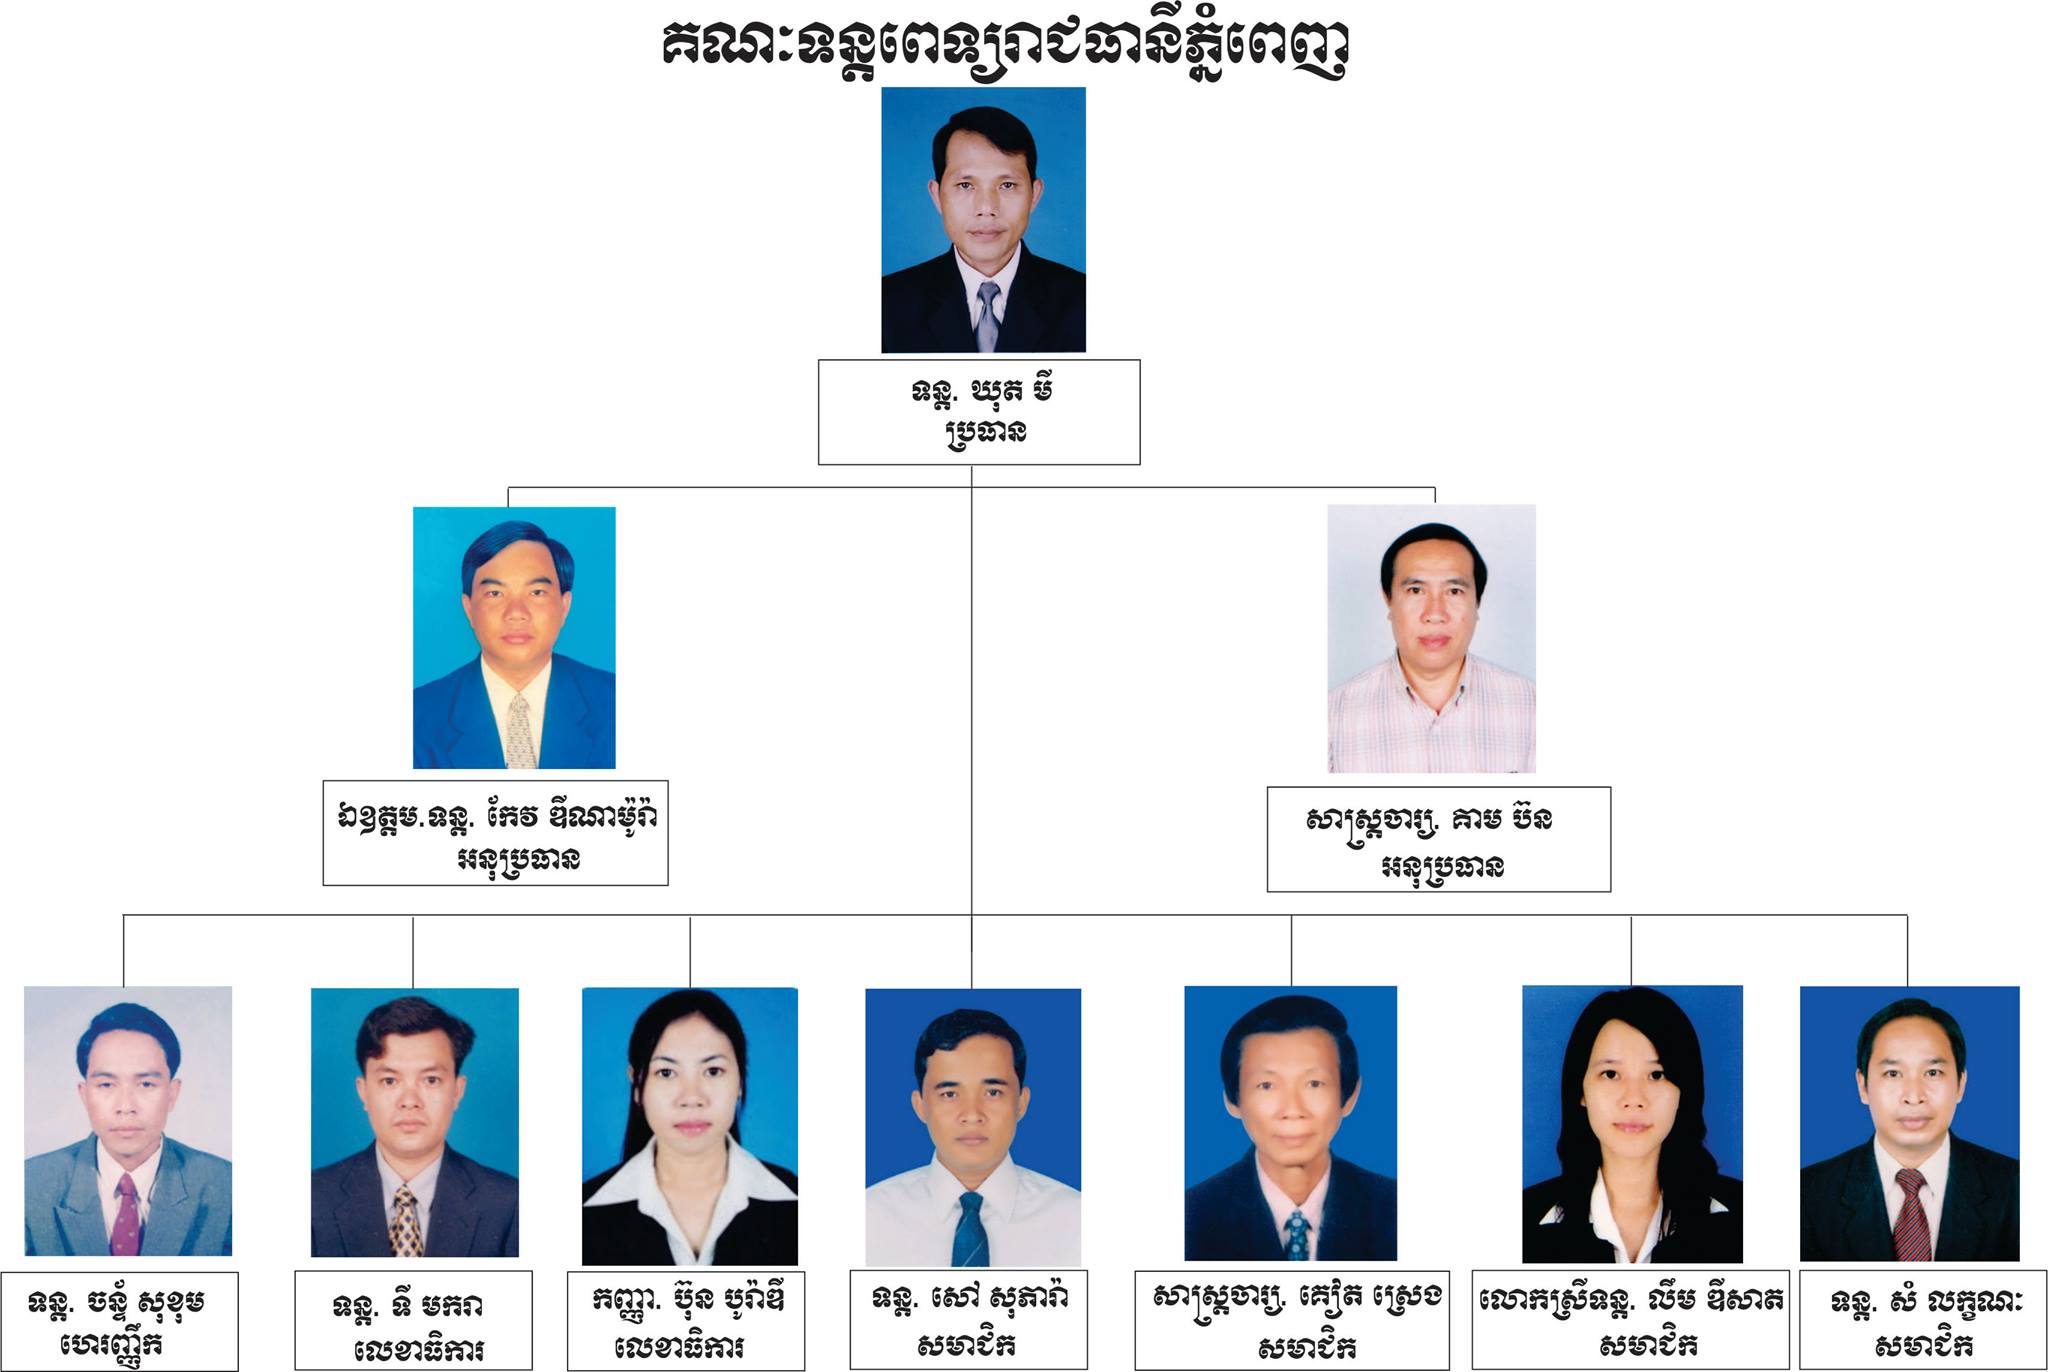 គណៈទន្តពេទ្យរាជធានីភ្នំពេញ
ទន្ត. ឃុត មី
ប្រធាន
ឯឧត្តម.ទន្ត. កែវ ឌីណាម៉ូរ៉ា
អនុប្រធាន
សាស្ត្រចារ្យ. គាម ប៊ន
អនុប្រធាន
ទន្ត. ចន្ទ័ សុខុម
ហេរញ្ញឹក
ទន្ត. ទី មករា
លេខាធិការ
កញ្ញា. ប៊ុន បូរ៉ាឌី
លេខាធិការ
ទន្ត. សៅ សុភារ៉ា
សមាជិក
សាស្ត្រចារ្យ. គៀត ស្រេង
សមាជិក
លោកស្រីទន្ត. លឹម ឌីសាត
សមាជិក
ទន្ត. សំ លក្ខណៈ
សមាជិក